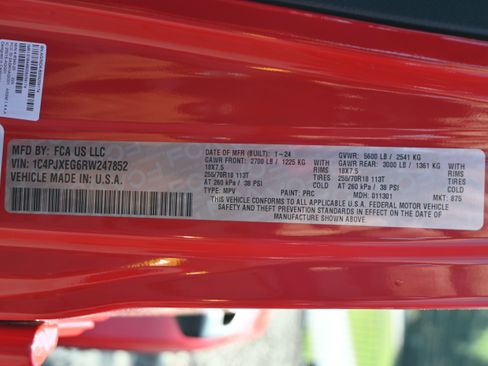 MFD BY: FCA US LLC
VIN: 1C4PJXEG6RW247852
VEHICLE MADE IN: U.S.A.
DATE OF MFR (BUILT): 1-24
GAWR FRONT: 2700 LB / 1225 KG
18X7.5 RIMS
255/70R18 113T TIRES
AT 260 kPa / 38 PSI COLD
TYPE: MPV
PAINT: PRC
GVWR: 5600 LB / 2541 KG
GAWR REAR: 3000 LB / 1361 KG
18X7.5 RIMS
255/70R18 113T TIRES
AT 260 kPa / 38 PSI COLD
MDH: 011301
MKT: 875
THIS VEHICLE CONFORMS TO ALL APPLICABLE U.S.A. FEDERAL MOTOR VEHICLE
SAFETY AND THEFT PREVENTION STANDARDS IN EFFECT ON THE DATE OF
MANUFACTURE SHOWN ABOVE